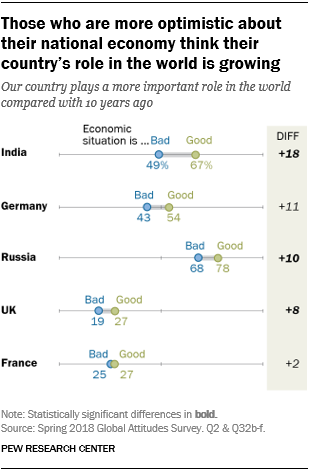 Those who are more optimistic about
their national economy think their
country's role in the world is growing
Our country plays a more important role in the world
compared with 10 years ago
Economic
situation is ... Bad Good DIFF
India 49% 67% +18
Bad Good
Germany 43 54 +11
Bad Good
Russia 68 78 +10
Bad Good
UK 19 27 +8
Bad Good
France 25 27 +2
Note: Statistically significant differences in bold.
Source: Spring 2018 Global Attitudes Survey. Q2 & Q32b-f.
PEW RESEARCH CENTER